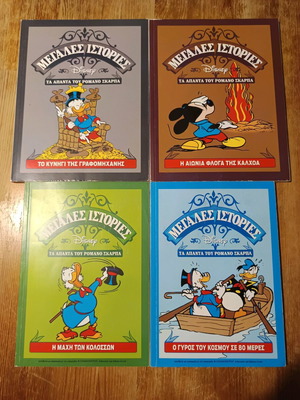 ΜΕΓΑΛΕΣ ΙΣΤΟΡΙΕΣ
Disney
ΤΑ ΑΠΑΝΤΑ ΤΟΥ ΡΟΜΑΝΟ ΣΚΑΡΠΑ
ΤΟ ΚΥΝΗΓΙ ΤΗΣ ΓΡΑΦΟΜΗΧΑΝΗΣ
ΜΕΓΑΛΕΣ ΙΣΤΟΡΙΕΣ
Disney
ΤΑ ΑΠΑΝΤΑ ΤΟΥ ΡΟΜΑΝΟ ΣΚΑΡΠΑ
Η ΑΙΩΝΙΑ ΦΛΟΓΑ ΤΗΣ ΚΑΛΧΟΑ
ΜΕΓΑΛΕΣ ΙΣΤΟΡΙΕΣ
Disney
ΤΑ ΑΠΑΝΤΑ ΤΟΥ ΡΟΜΑΝΟ ΣΚΑΡΠΑ
Η ΜΑΧΗ ΤΩΝ ΚΟΛΟΣΣΩΝ
ΜΕΓΑΛΕΣ ΙΣΤΟΡΙΕΣ
Disney
ΤΑ ΑΠΑΝΤΑ ΤΟΥ ΡΟΜΑΝΟ ΣΚΑΡΠΑ
Ο ΓΥΡΟΣ ΤΟΥ ΚΟΣΜΟΥ ΣΕ 80 ΜΕΡΕΣ